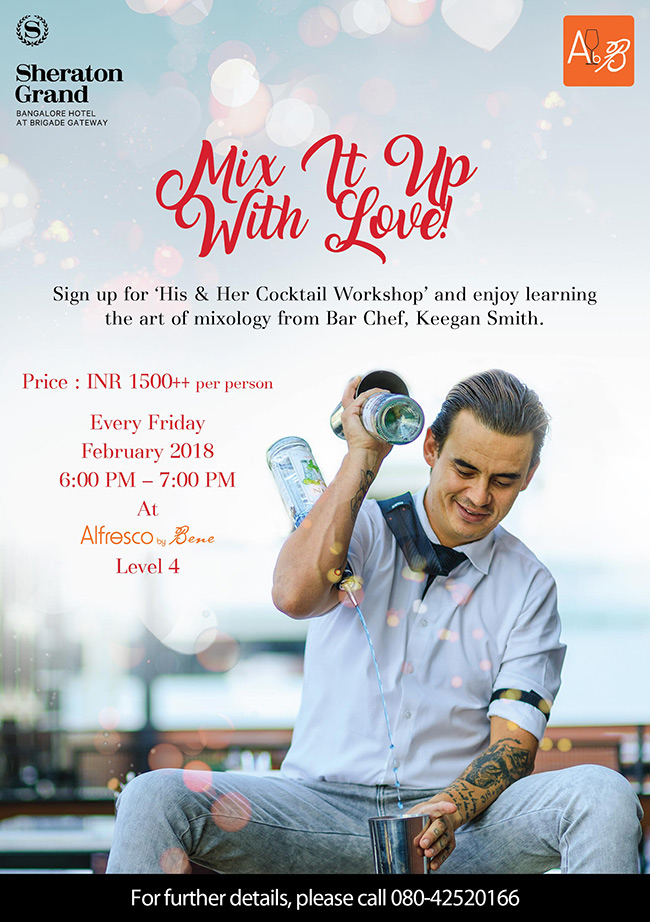 S
Sheraton
Grand
BANGALORE HOTEL
AT BRIGADE GATEWAY
AbB
Mix It Up
With Love!
Sign up for ‘His & Her Cocktail Workshop’ and enjoy learning
the art of mixology from Bar Chef, Keegan Smith.
Price : INR 1500++ per person
Every Friday
February 2018
6:00 PM – 7:00 PM
At
Alfresco by Bene
Level 4
For further details, please call 080-42520166